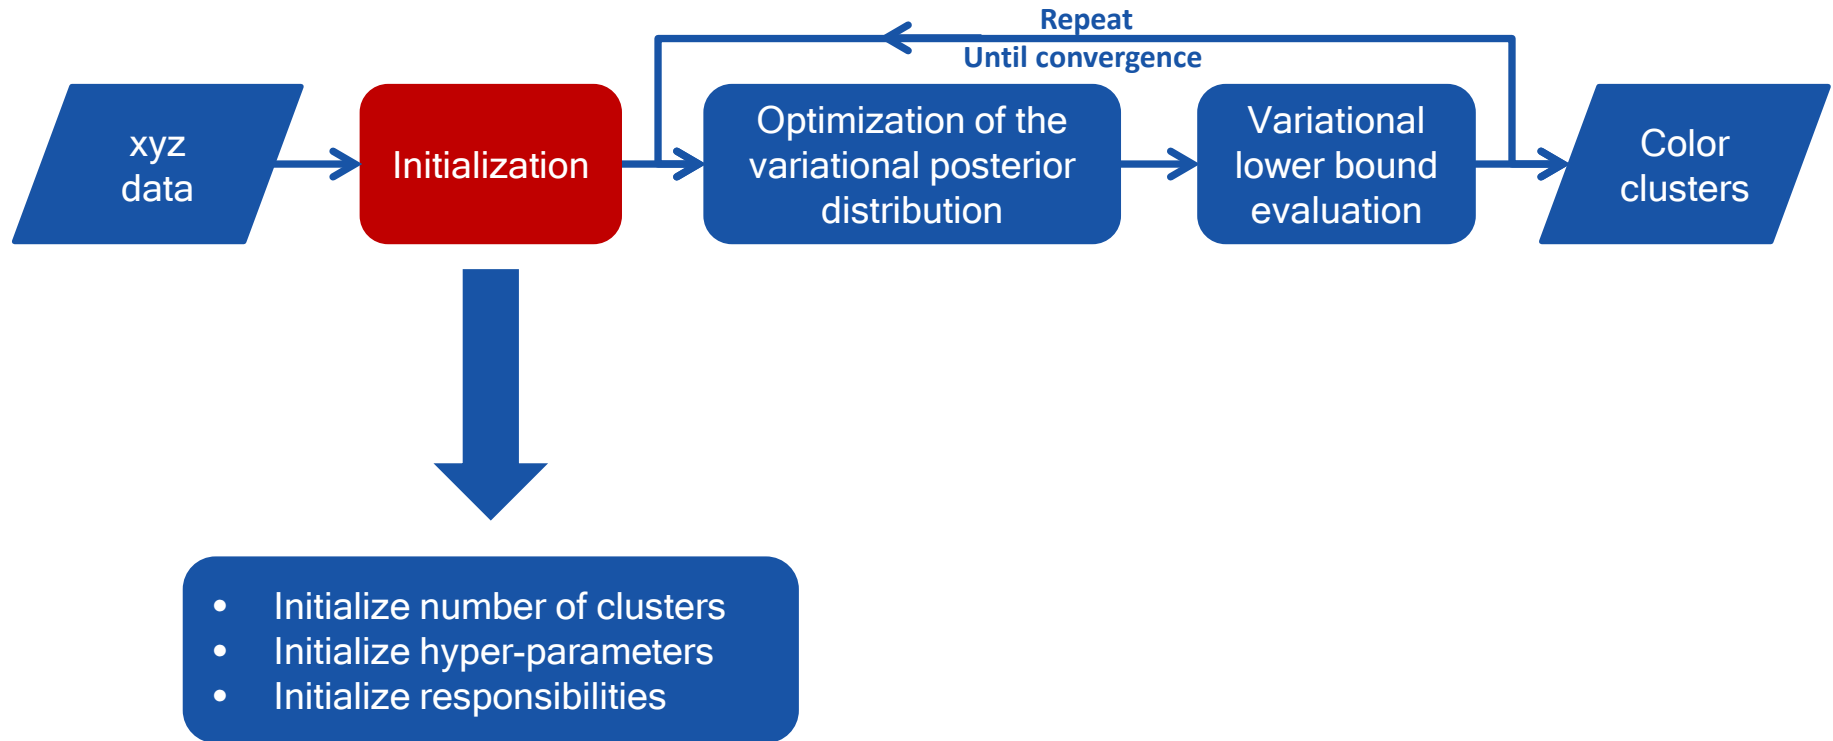 Repeat
Until convergence
xyz
data
Initialization
Optimization of the
variational posterior
distribution
Variational
lower bound
evaluation
Color
clusters
• Initialize number of clusters
• Initialize hyper-parameters
• Initialize responsibilities